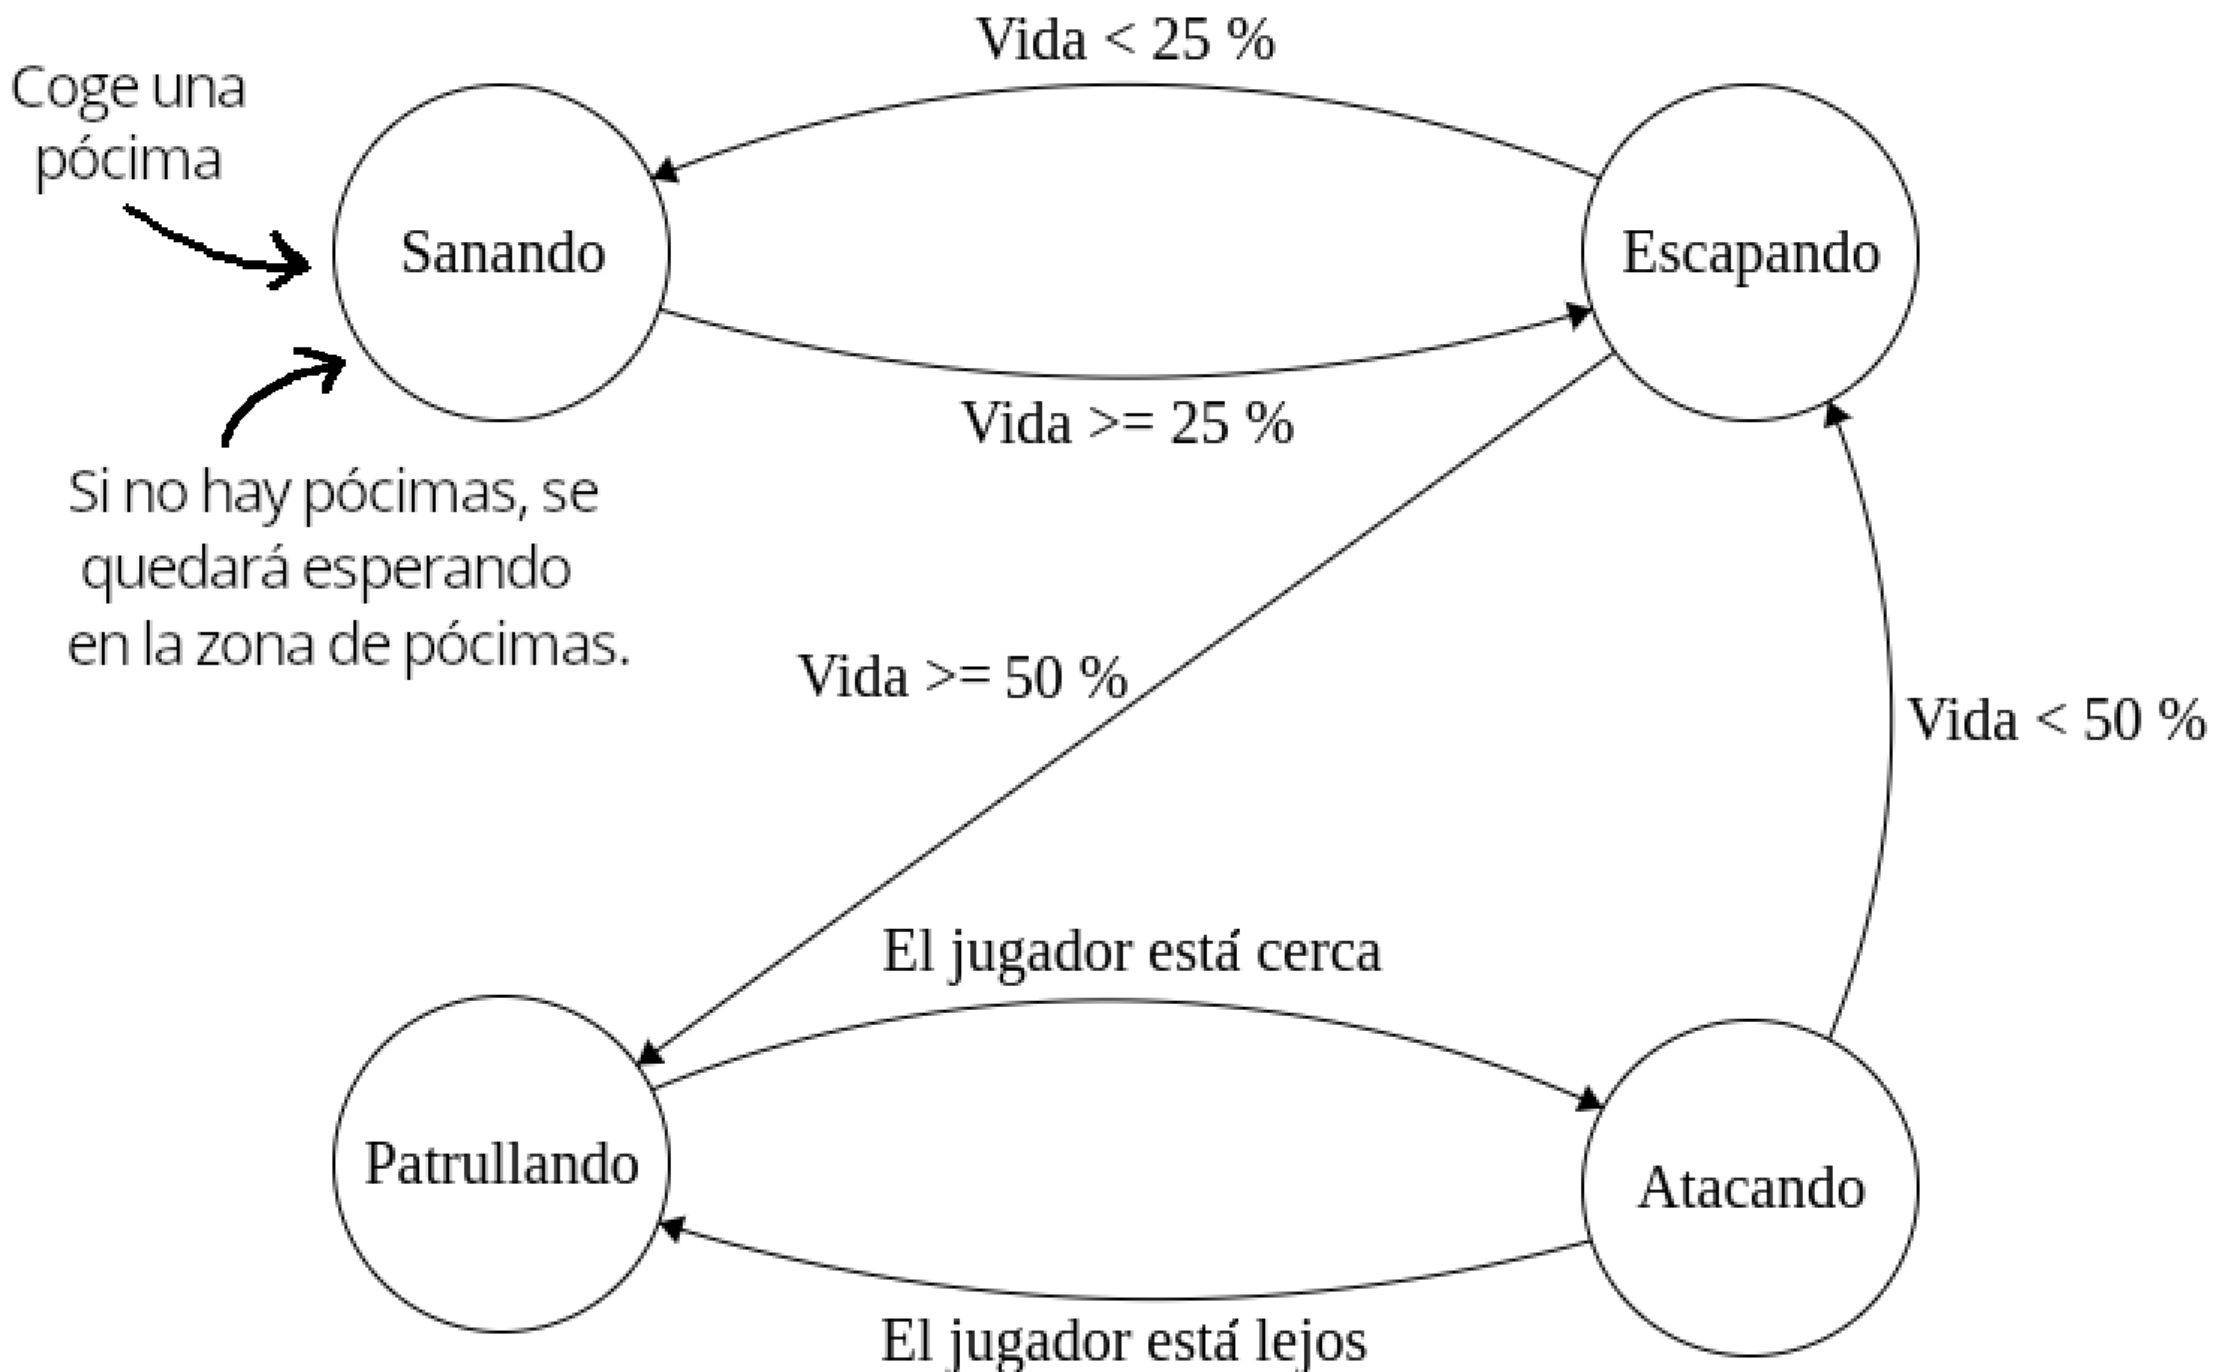 Vida < 25 %
Coge una
pócima
Sanando
Escapando
Vida >= 25 %
Si no hay pócimas, se
quedará esperando
en la zona de pócimas.
Vida >= 50 %
Vida < 50 %
El jugador está cerca
Patrullando
Atacando
El jugador está lejos